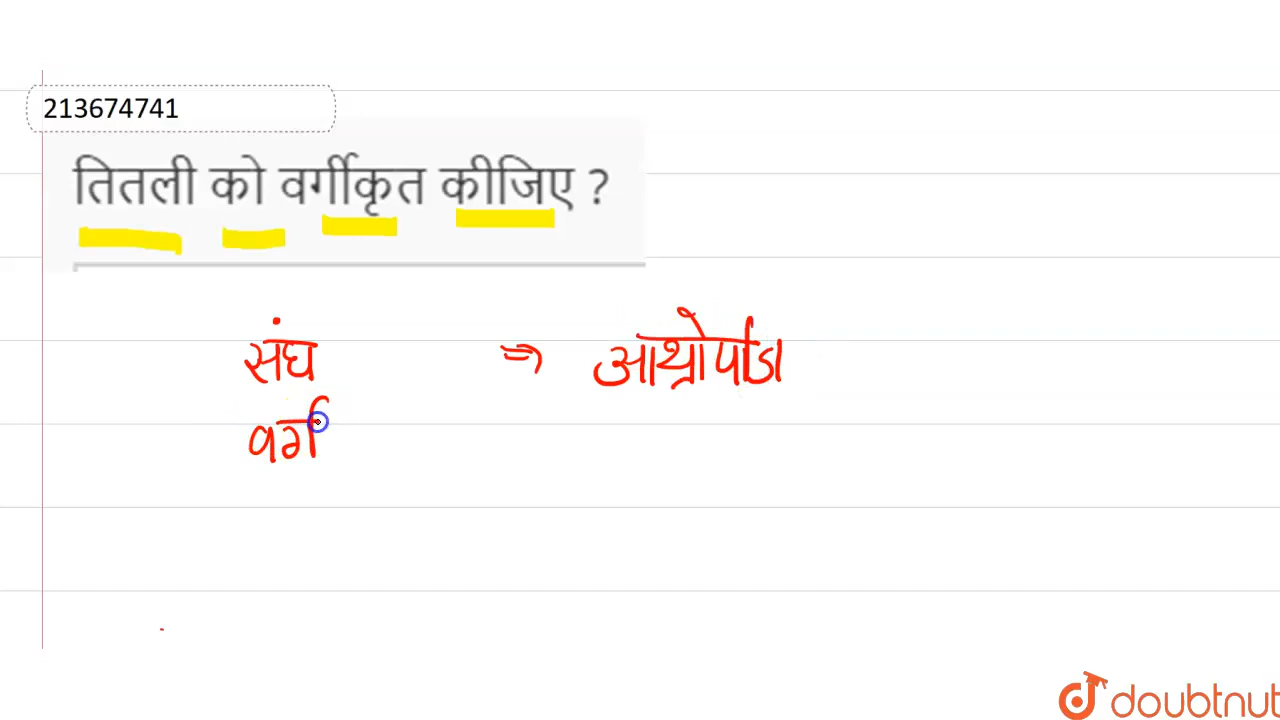 213674741
तितली को वर्गीकृत कीजिए ?
संघ ⇒ आर्थ्रोपोडा
वर्ग
doubtnut